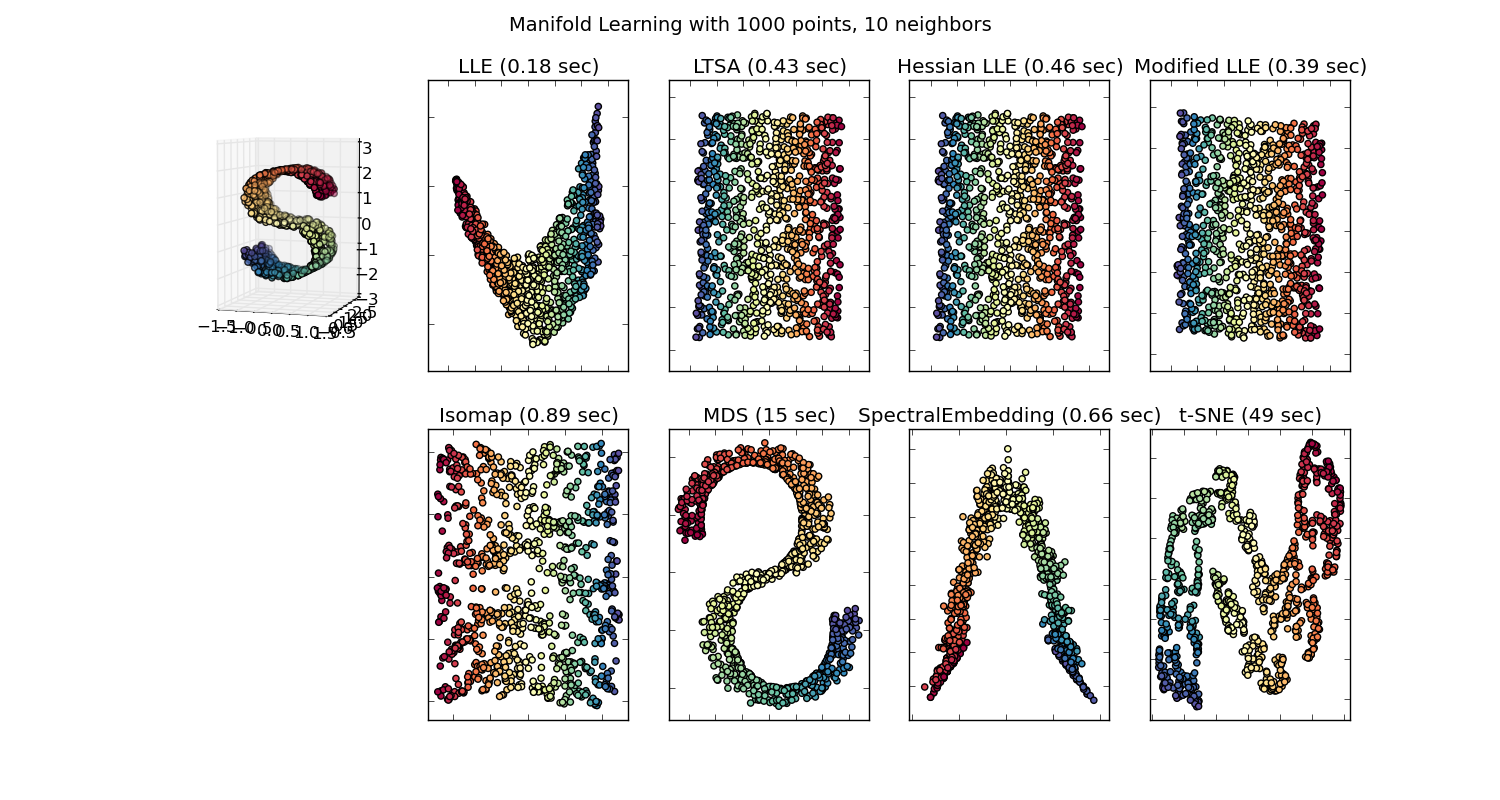 Manifold Learning with 1000 points, 10 neighbors
LLE (0.18 sec)
LTSA (0.43 sec)
Hessian LLE (0.46 sec)
Modified LLE (0.39 sec)
3
2
1
0
−1
−2
−3
Isomap (0.89 sec)
MDS (15 sec)
SpectralEmbedding (0.66 sec)
t-SNE (49 sec)